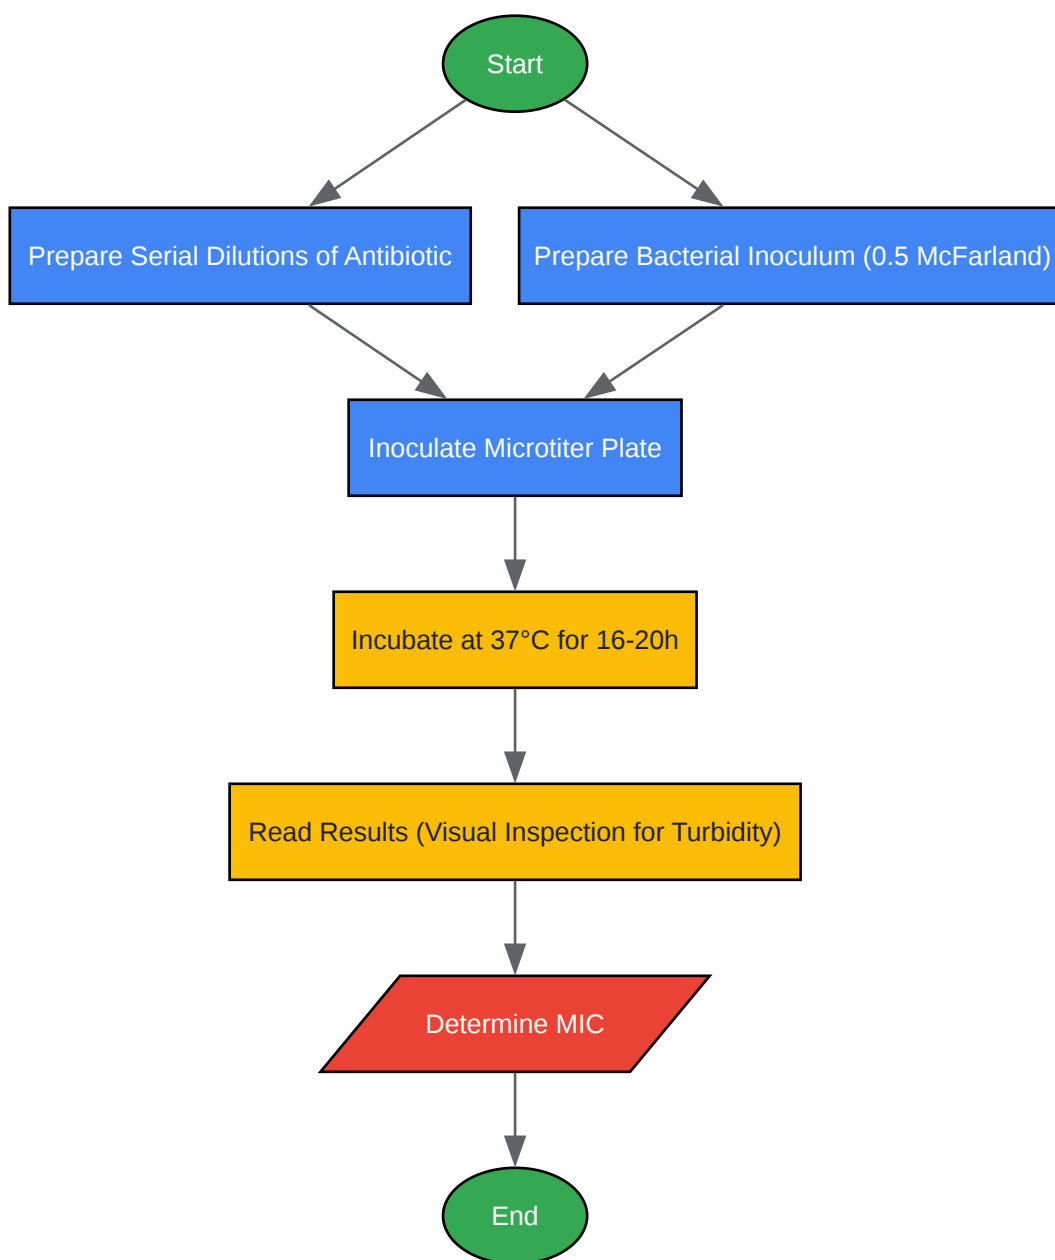 Start
Prepare Serial Dilutions of Antibiotic
Prepare Bacterial Inoculum (0.5 McFarland)
Inoculate Microtiter Plate
Incubate at 37°C for 16-20h
Read Results (Visual Inspection for Turbidity)
Determine MIC
End